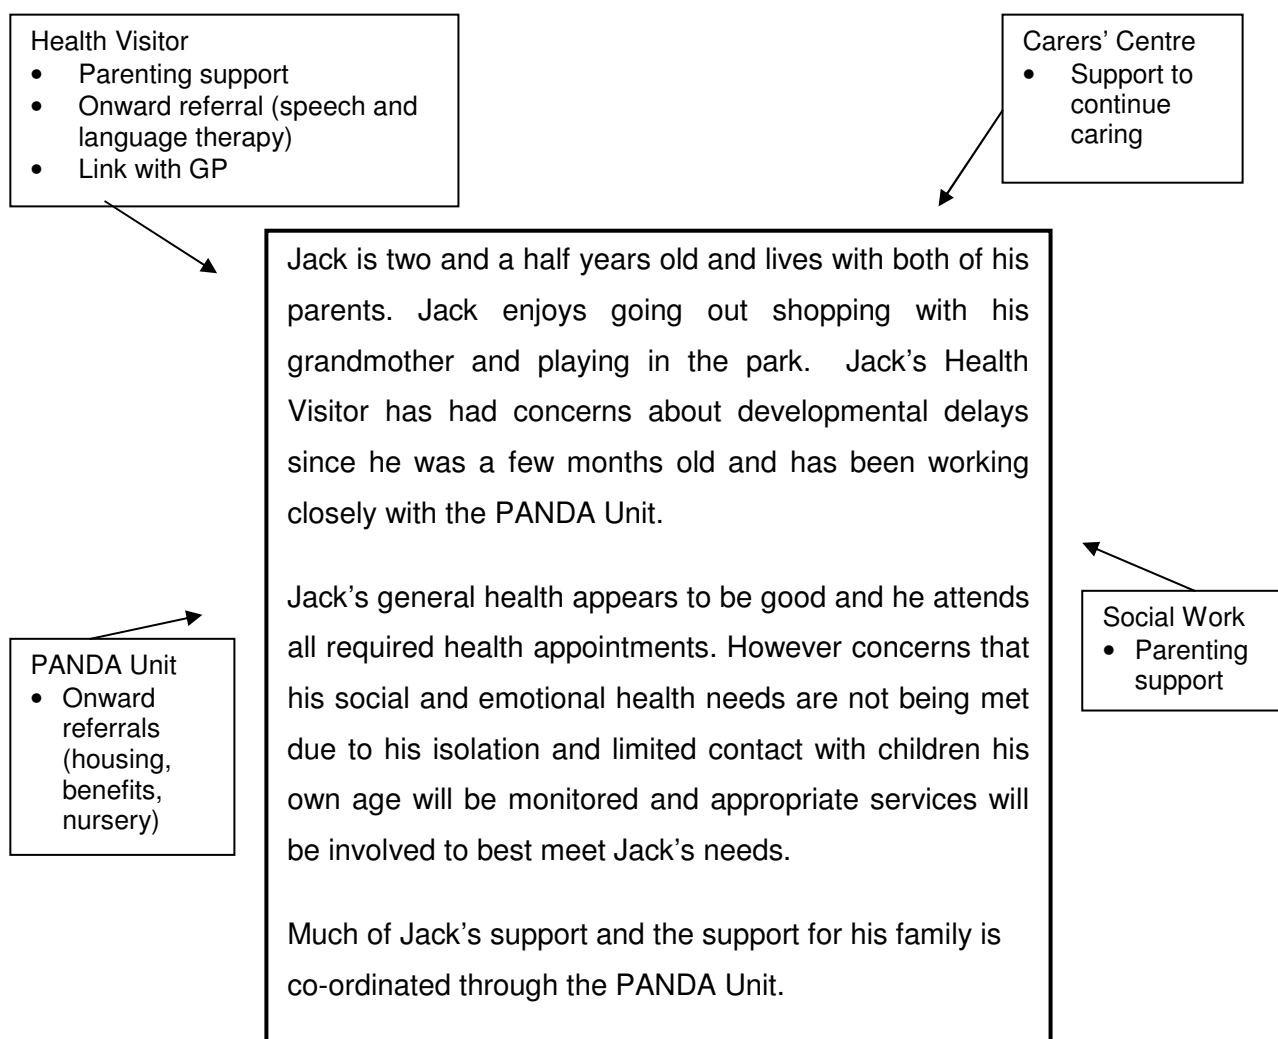 Health Visitor
• Parenting support
• Onward referral (speech and
language therapy)
• Link with GP
Carers’ Centre
• Support to
continue
caring
Jack is two and a half years old and lives with both of his
parents. Jack enjoys going out shopping with his
grandmother and playing in the park. Jack’s Health
Visitor has had concerns about developmental delays
since he was a few months old and has been working
closely with the PANDA Unit.
Jack’s general health appears to be good and he attends
all required health appointments. However concerns that
his social and emotional health needs are not being met
due to his isolation and limited contact with children his
own age will be monitored and appropriate services will
be involved to best meet Jack’s needs.
Much of Jack’s support and the support for his family is
co-ordinated through the PANDA Unit.
PANDA Unit
• Onward
referrals
(housing,
benefits,
nursery)
Social Work
• Parenting
support